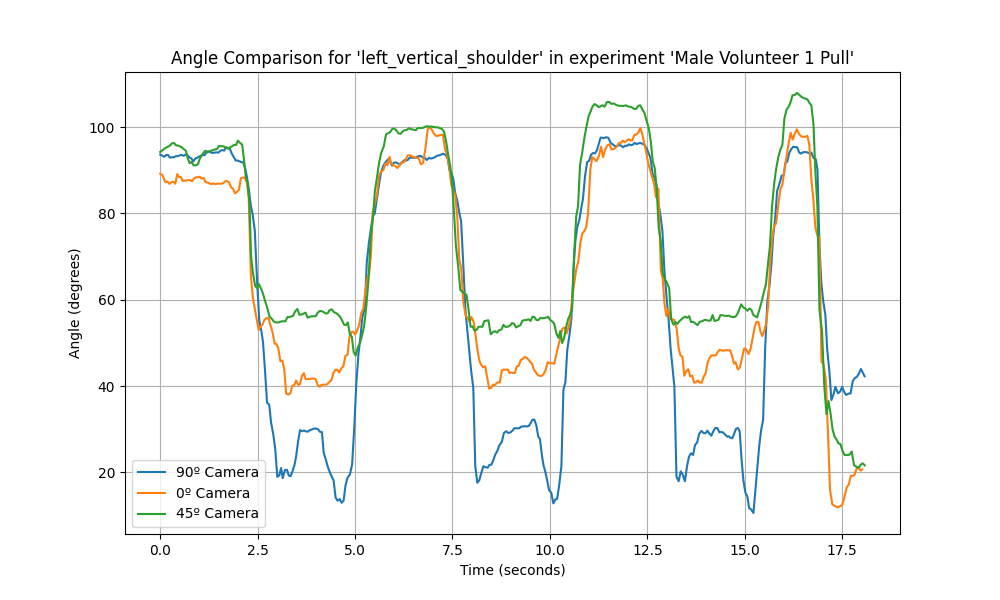 Angle Comparison for 'left_vertical_shoulder' in experiment 'Male Volunteer 1 Pull'
Angle (degrees)
100
80
60
40
20
90º Camera
0º Camera
45º Camera
0.0 2.5 5.0 7.5 10.0 12.5 15.0 17.5
Time (seconds)